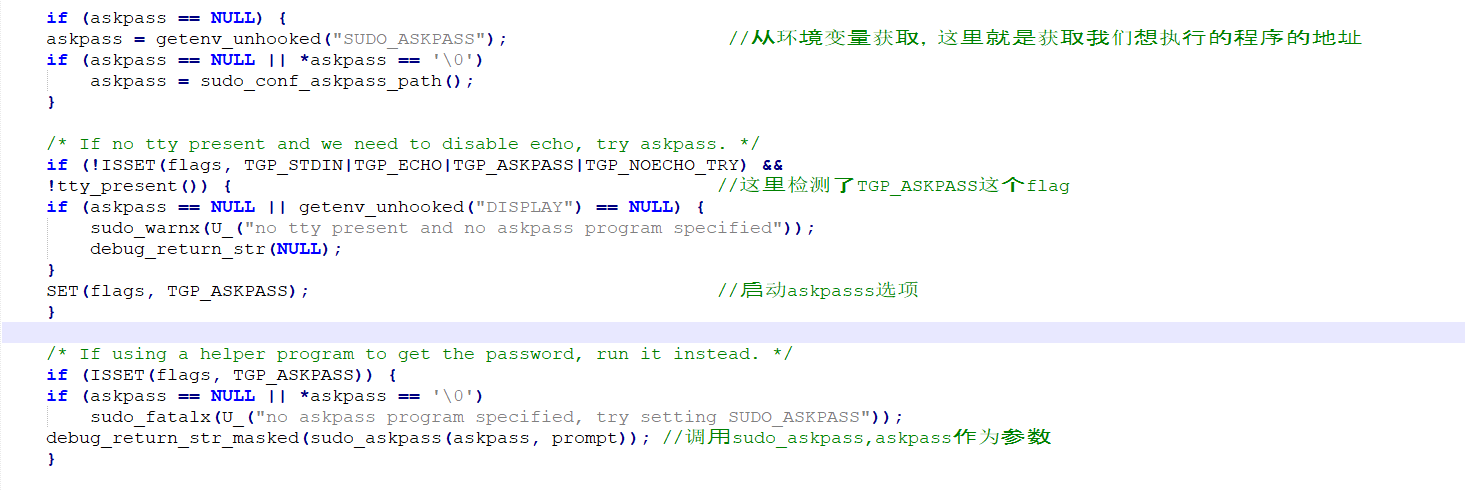 if (askpass == NULL) {
askpass = getenv_unhooked("SUDO_ASKPASS"); //从环境变量获取, 这里就是获取我们想执行的程序的地址
if (askpass == NULL || *askpass == '\0')
askpass = sudo_conf_askpass_path();
}
/* If no tty present and we need to disable echo, try askpass. */
if (!ISSET(flags, TGP_STDIN|TGP_ECHO|TGP_ASKPASS|TGP_NOECHO_TRY) &&
!tty_present()) { //这里检测了TGP_ASKPASS这个flag
if (askpass == NULL || getenv_unhooked("DISPLAY") == NULL) {
sudo_warnx(U_("no tty present and no askpass program specified"));
debug_return_str(NULL);
}
SET(flags, TGP_ASKPASS); //启动askpasss选项
}
/* If using a helper program to get the password, run it instead. */
if (ISSET(flags, TGP_ASKPASS)) {
if (askpass == NULL || *askpass == '\0')
sudo_fatalx(U_("no askpass program specified, try setting SUDO_ASKPASS"));
debug_return_str_masked(sudo_askpass(askpass, prompt)); //调用sudo_askpass,askpass作为参数
}